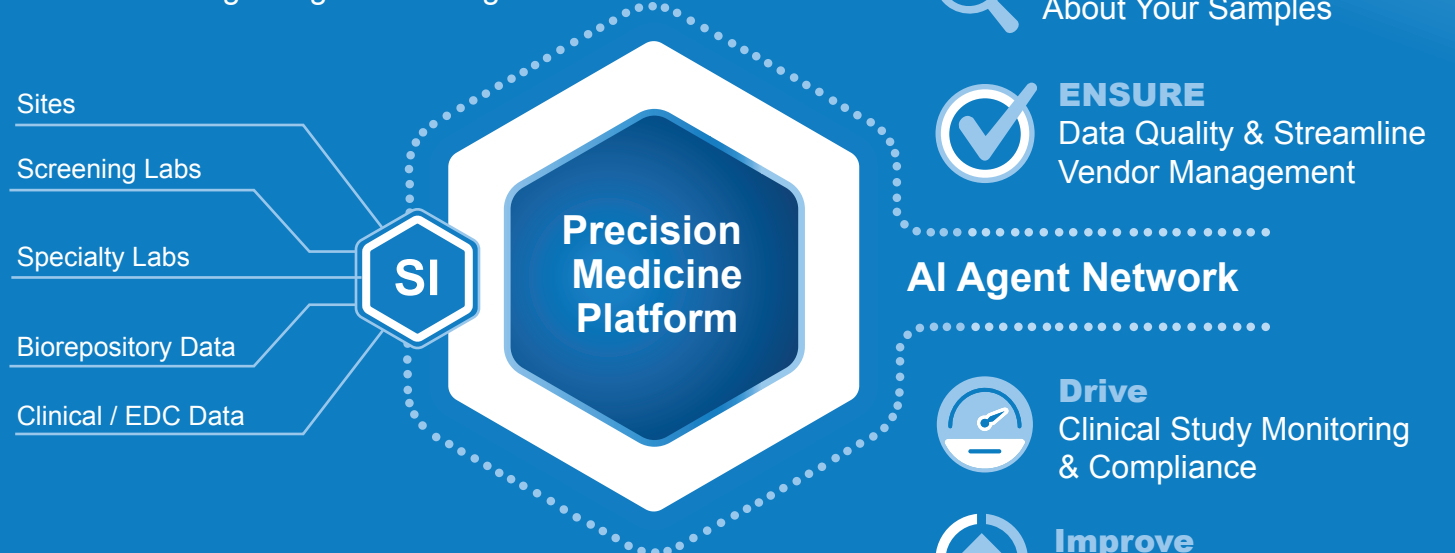 About Your Samples
Sites
Screening Labs
Specialty Labs
Biorepository Data
Clinical / EDC Data
SI
Precision
Medicine
Platform
ENSURE
Data Quality & Streamline
Vendor Management
AI Agent Network
Drive
Clinical Study Monitoring
& Compliance
Improve